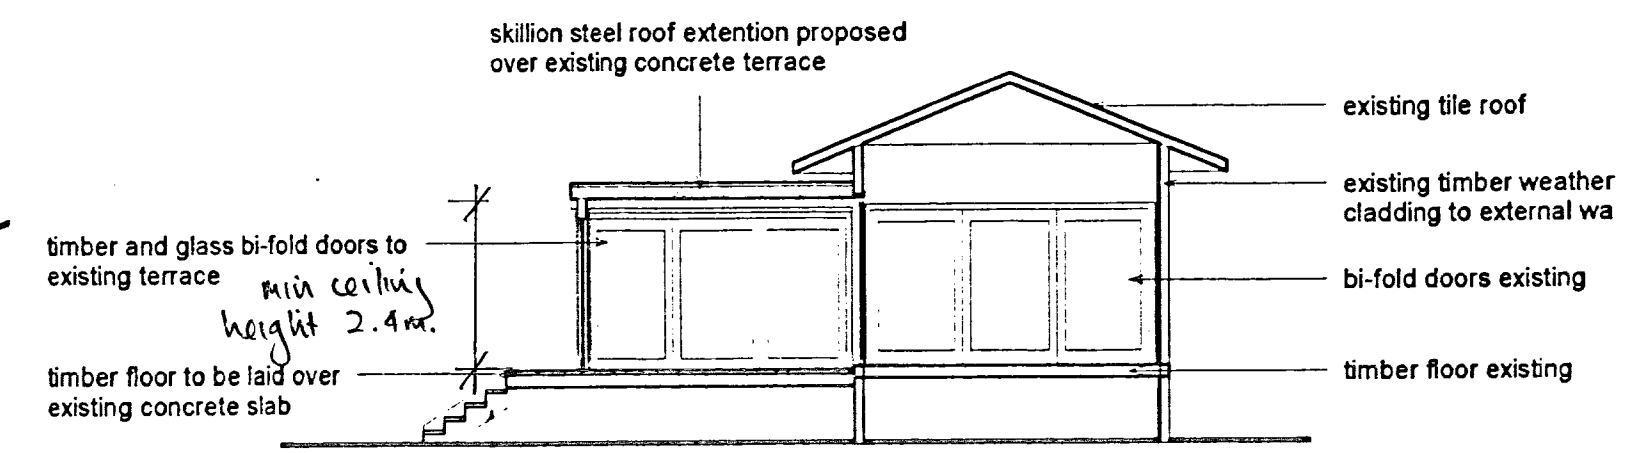 skillion steel roof extention proposed
over existing concrete terrace
existing tile roof
existing timber weather
cladding to external wa
timber and glass bi-fold doors to
existing terrace
min ceiling
height 2.4m.
bi-fold doors existing
timber floor to be laid over
existing concrete slab
timber floor existing